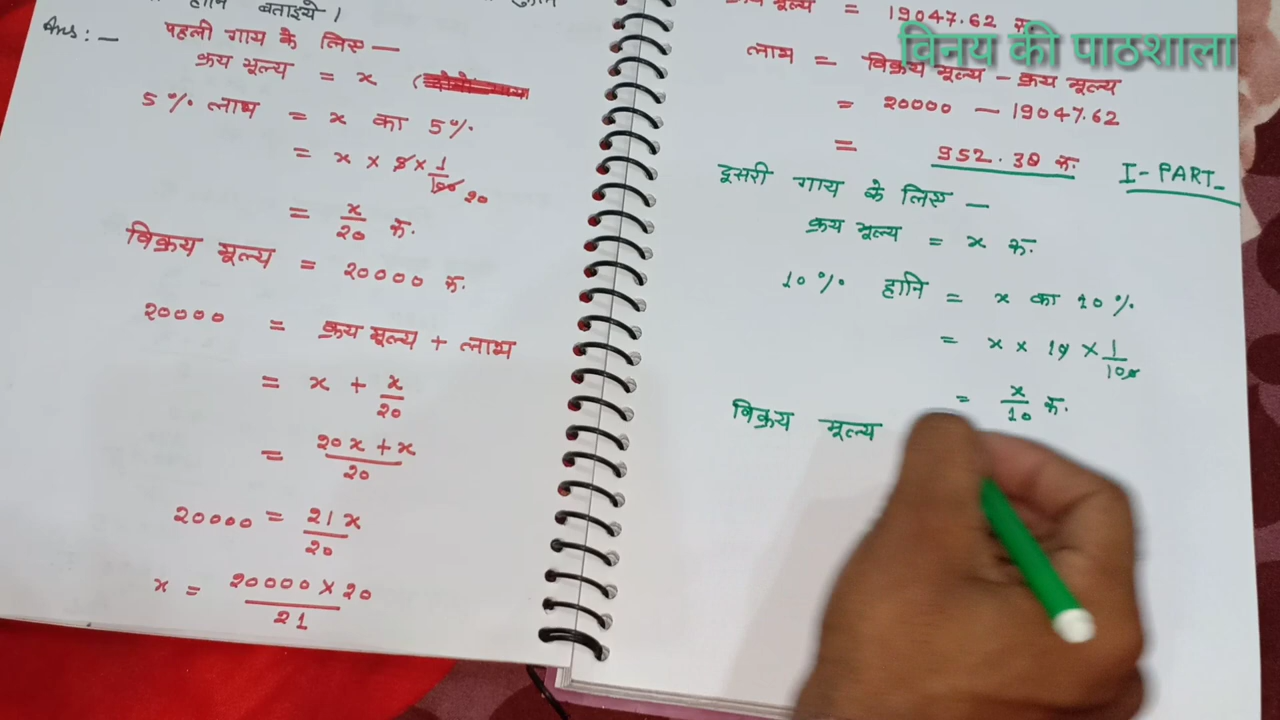 हानि बताइये ।
Ans : —
पहली गाय के लिए —
क्रय मूल्य = x (
5 % लाभ = x का 5%
= x × 5 × 1/100 20
= x/20 रु.
विक्रय मूल्य = 20000 रु.
20000 = क्रय मूल्य + लाभ
= x + x/20
= 20x + x/20
20000 = 21x/20
x = 20000 × 20/21
मूल्य = 19047.62 रु
विनय की पाठशाला
लाभ = विक्रय मूल्य – क्रय मूल्य
= 20000 – 19047.62
= 952.38 रु.
I - PART
दूसरी गाय के लिए —
क्रय मूल्य = x रु.
10 % हानि = x का 10 %
= x × 10 × 1/100
= x/10 रु.
विक्रय मूल्य